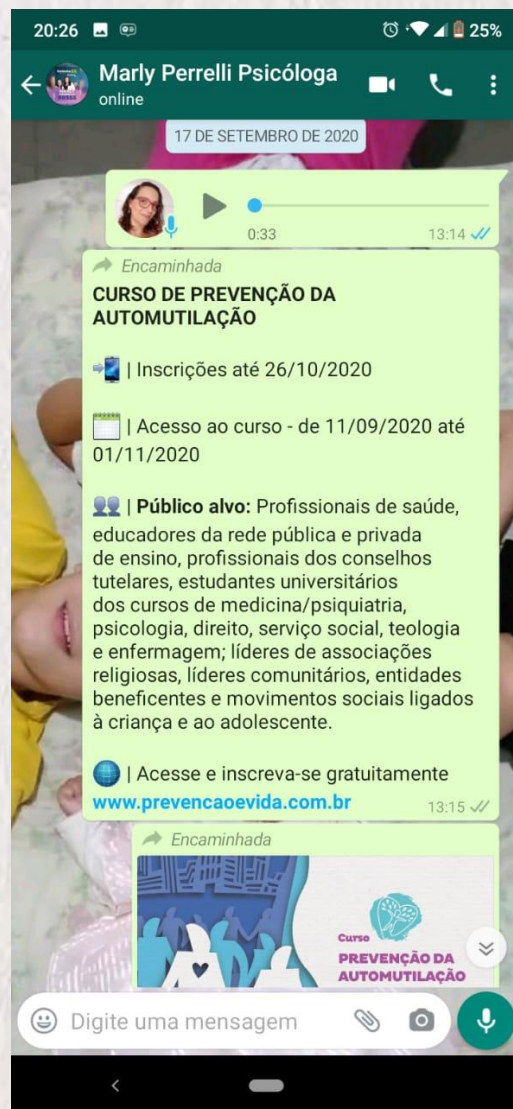 20:26
25%
Marly Perrelli Psicóloga
online
17 DE SETEMBRO DE 2020
0:33
13:14
Encaminhada
CURSO DE PREVENÇÃO DA
AUTOMUTILAÇÃO
| Inscrições até 26/10/2020
| Acesso ao curso - de 11/09/2020 até
01/11/2020
| Público alvo: Profissionais de saúde,
educadores da rede pública e privada
de ensino, profissionais dos conselhos
tutelares, estudantes universitários
dos cursos de medicina/psiquiatria,
psicologia, direito, serviço social, teologia
e enfermagem; líderes de associações
religiosas, líderes comunitários, entidades
beneficentes e movimentos sociais ligados
à criança e ao adolescente.
| Acesse e inscreva-se gratuitamente
www.prevencaoevida.com.br
13:15
Encaminhada
Curso
PREVENÇÃO DA
AUTOMUTILAÇÃO
Digite uma mensagem